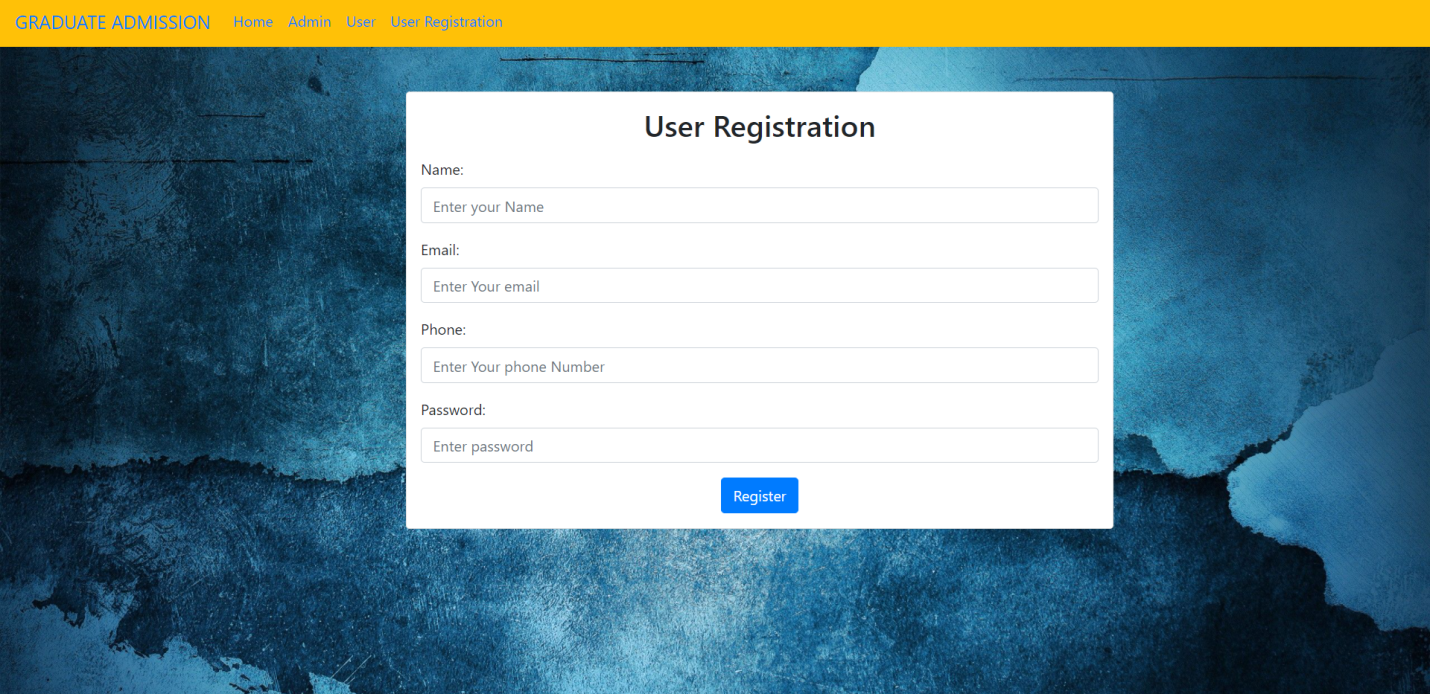 GRADUATE ADMISSION Home Admin User User Registration
User Registration
Name:
Enter your Name
Email:
Enter Your email
Phone:
Enter Your phone Number
Password:
Enter password
Register